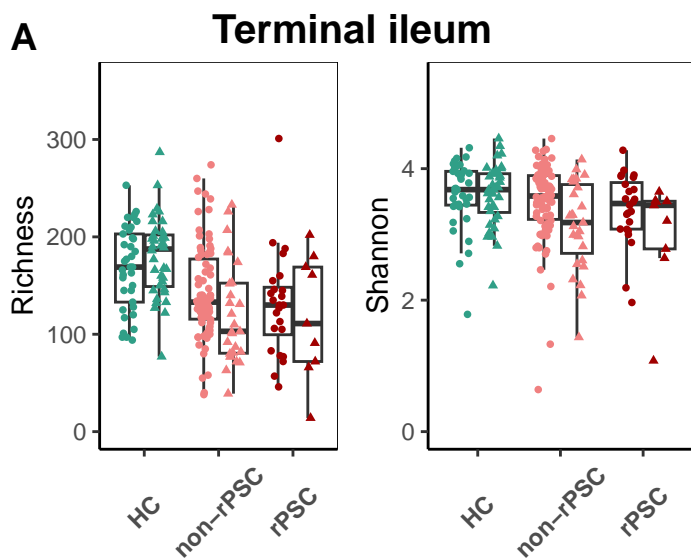 A
Terminal ileum
Richness
300
200
100
0
HC
non−rPSC
rPSC
Shannon
4
2
0
HC
non−rPSC
rPSC